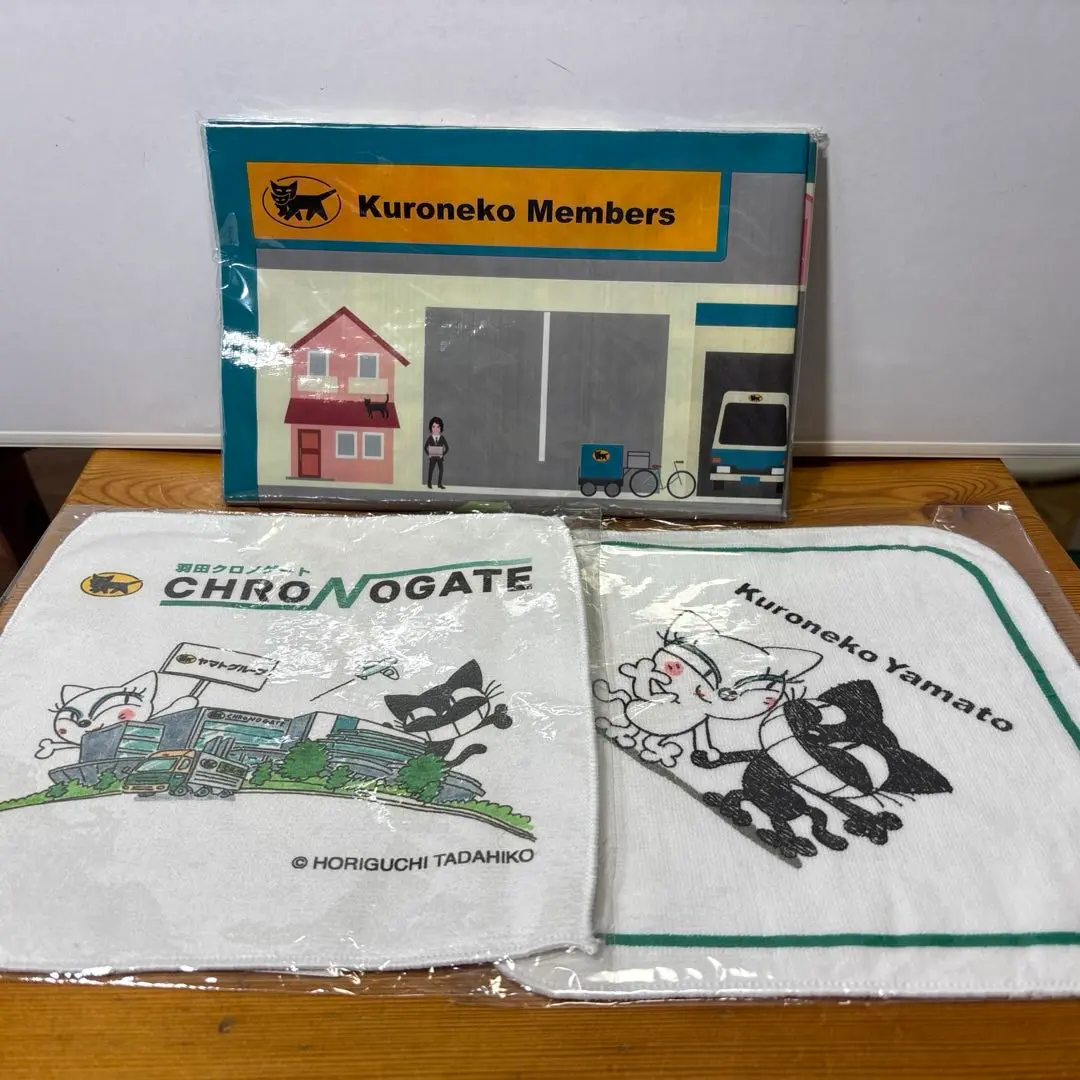 Kuroneko Members
羽田クロノゲート
CHRONOGATE
ヤマトグループ
CHRONOGATE
© HORIGUCHI TADAHIKO
Kuroneko Yamato